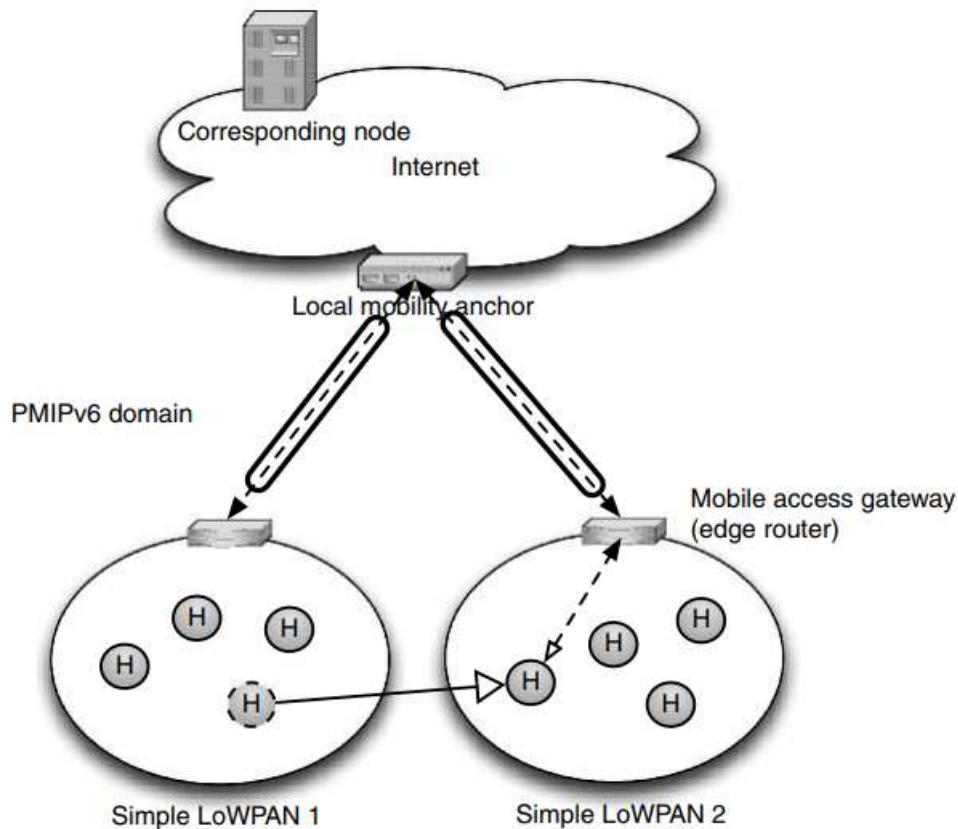 Corresponding node
Internet
Local mobility anchor
PMIPv6 domain
Mobile access gateway
(edge router)
H
H
H
H
H
H
H
H
H
Simple LoWPAN 1
Simple LoWPAN 2